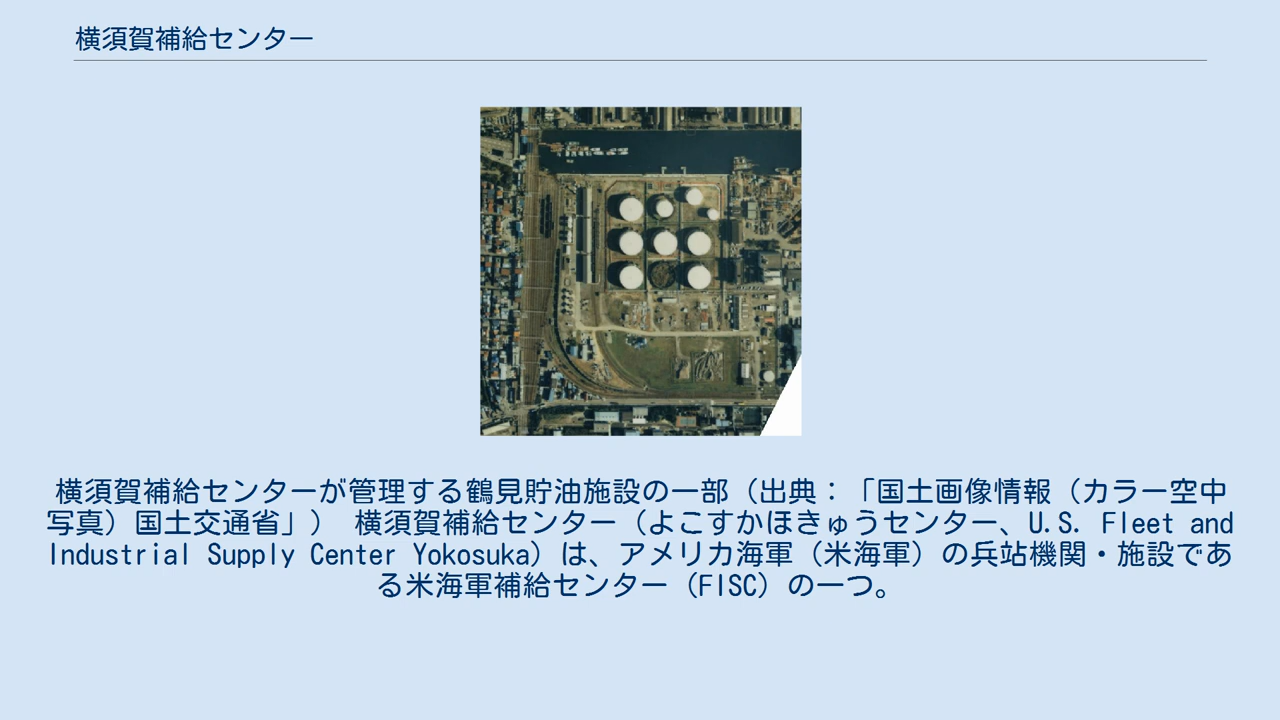 横須賀補給センター
横須賀補給センターが管理する鶴見貯油施設の一部（出典：「国土画像情報（カラー空中
写真）国土交通省」） 横須賀補給センター（よこすかほきゅうセンター、U.S. Fleet and
Industrial Supply Center Yokosuka）は、アメリカ海軍（米海軍）の兵站機関・施設であ
る米海軍補給センター（FISC）の一つ。